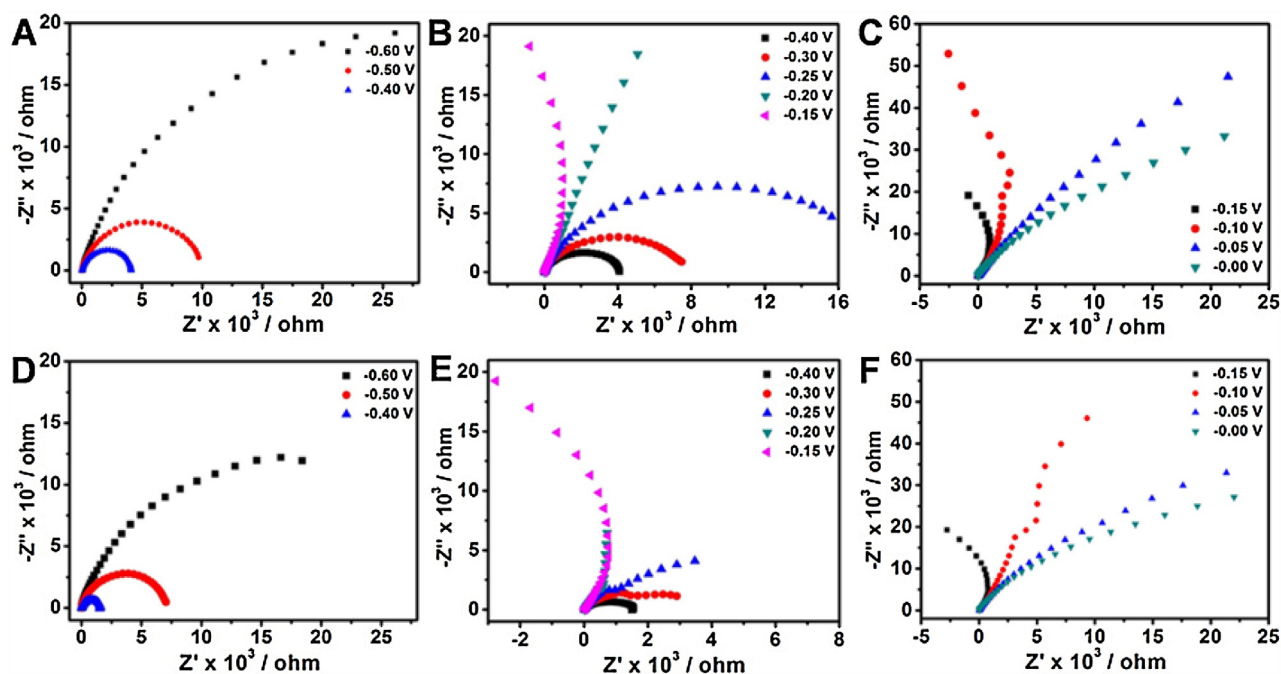 A
-Z'' x 10³ / ohm
20
15
10
5
0
0 5 10 15 20 25
Z' x 10³ / ohm
-0.60 V
-0.50 V
-0.40 V
B
-Z'' x 10³ / ohm
20
15
10
5
0
0 4 8 12 16
Z' x 10³ / ohm
-0.40 V
-0.30 V
-0.25 V
-0.20 V
-0.15 V
C
-Z'' x 10³ / ohm
60
50
40
30
20
10
0
-5 0 5 10 15 20 25
Z' x 10³ / ohm
-0.15 V
-0.10 V
-0.05 V
-0.00 V
D
-Z'' x 10³ / ohm
20
15
10
5
0
0 5 10 15 20 25
Z' x 10³ / ohm
-0.60 V
-0.50 V
-0.40 V
E
-Z'' x 10³ / ohm
20
15
10
5
0
-2 0 2 4 6 8
Z' x 10³ / ohm
-0.40 V
-0.30 V
-0.25 V
-0.20 V
-0.15 V
F
-Z'' x 10³ / ohm
60
50
40
30
20
10
0
-5 0 5 10 15 20 25
Z' x 10³ / ohm
-0.15 V
-0.10 V
-0.05 V
-0.00 V